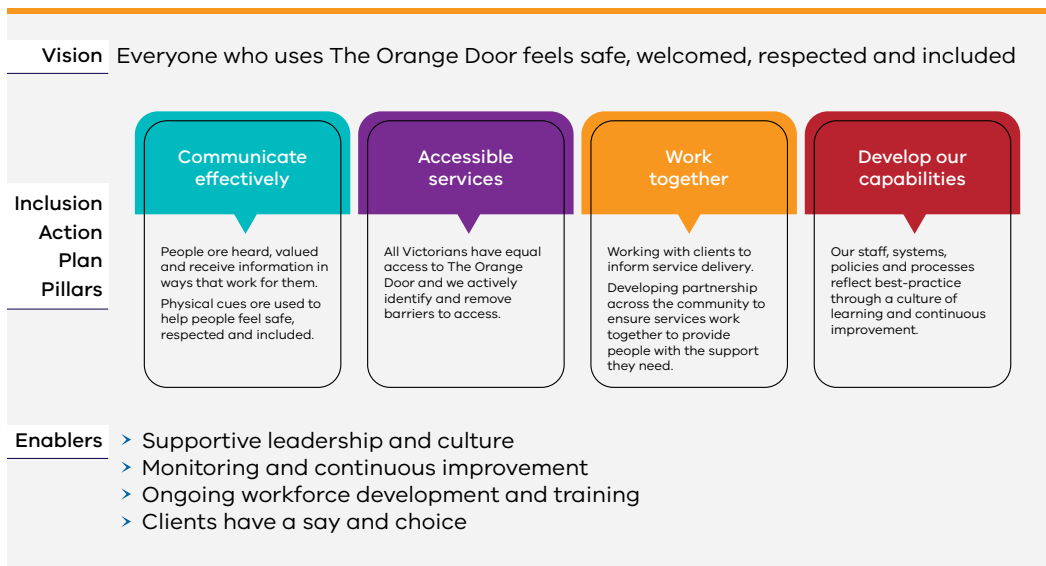 Vision
Everyone who uses The Orange Door feels safe, welcomed, respected and included
Inclusion
Action
Plan
Pillars
Communicate
effectively
People ore heard, valued
and receive information in
ways that work for them.
Physical cues ore used to
help people feel safe,
respected and included.
Accessible
services
All Victorians have equal
access to The Orange
Door and we actively
identify and remove
barriers to access.
Work
together
Working with clients to
inform service delivery.
Developing partnership
across the community to
ensure services work
together to provide
people with the support
they need.
Develop our
capabilities
Our staff, systems,
policies and processes
reflect best-practice
through a culture of
learning and continuous
improvement.
Enablers
Supportive leadership and culture
Monitoring and continuous improvement
Ongoing workforce development and training
Clients have a say and choice